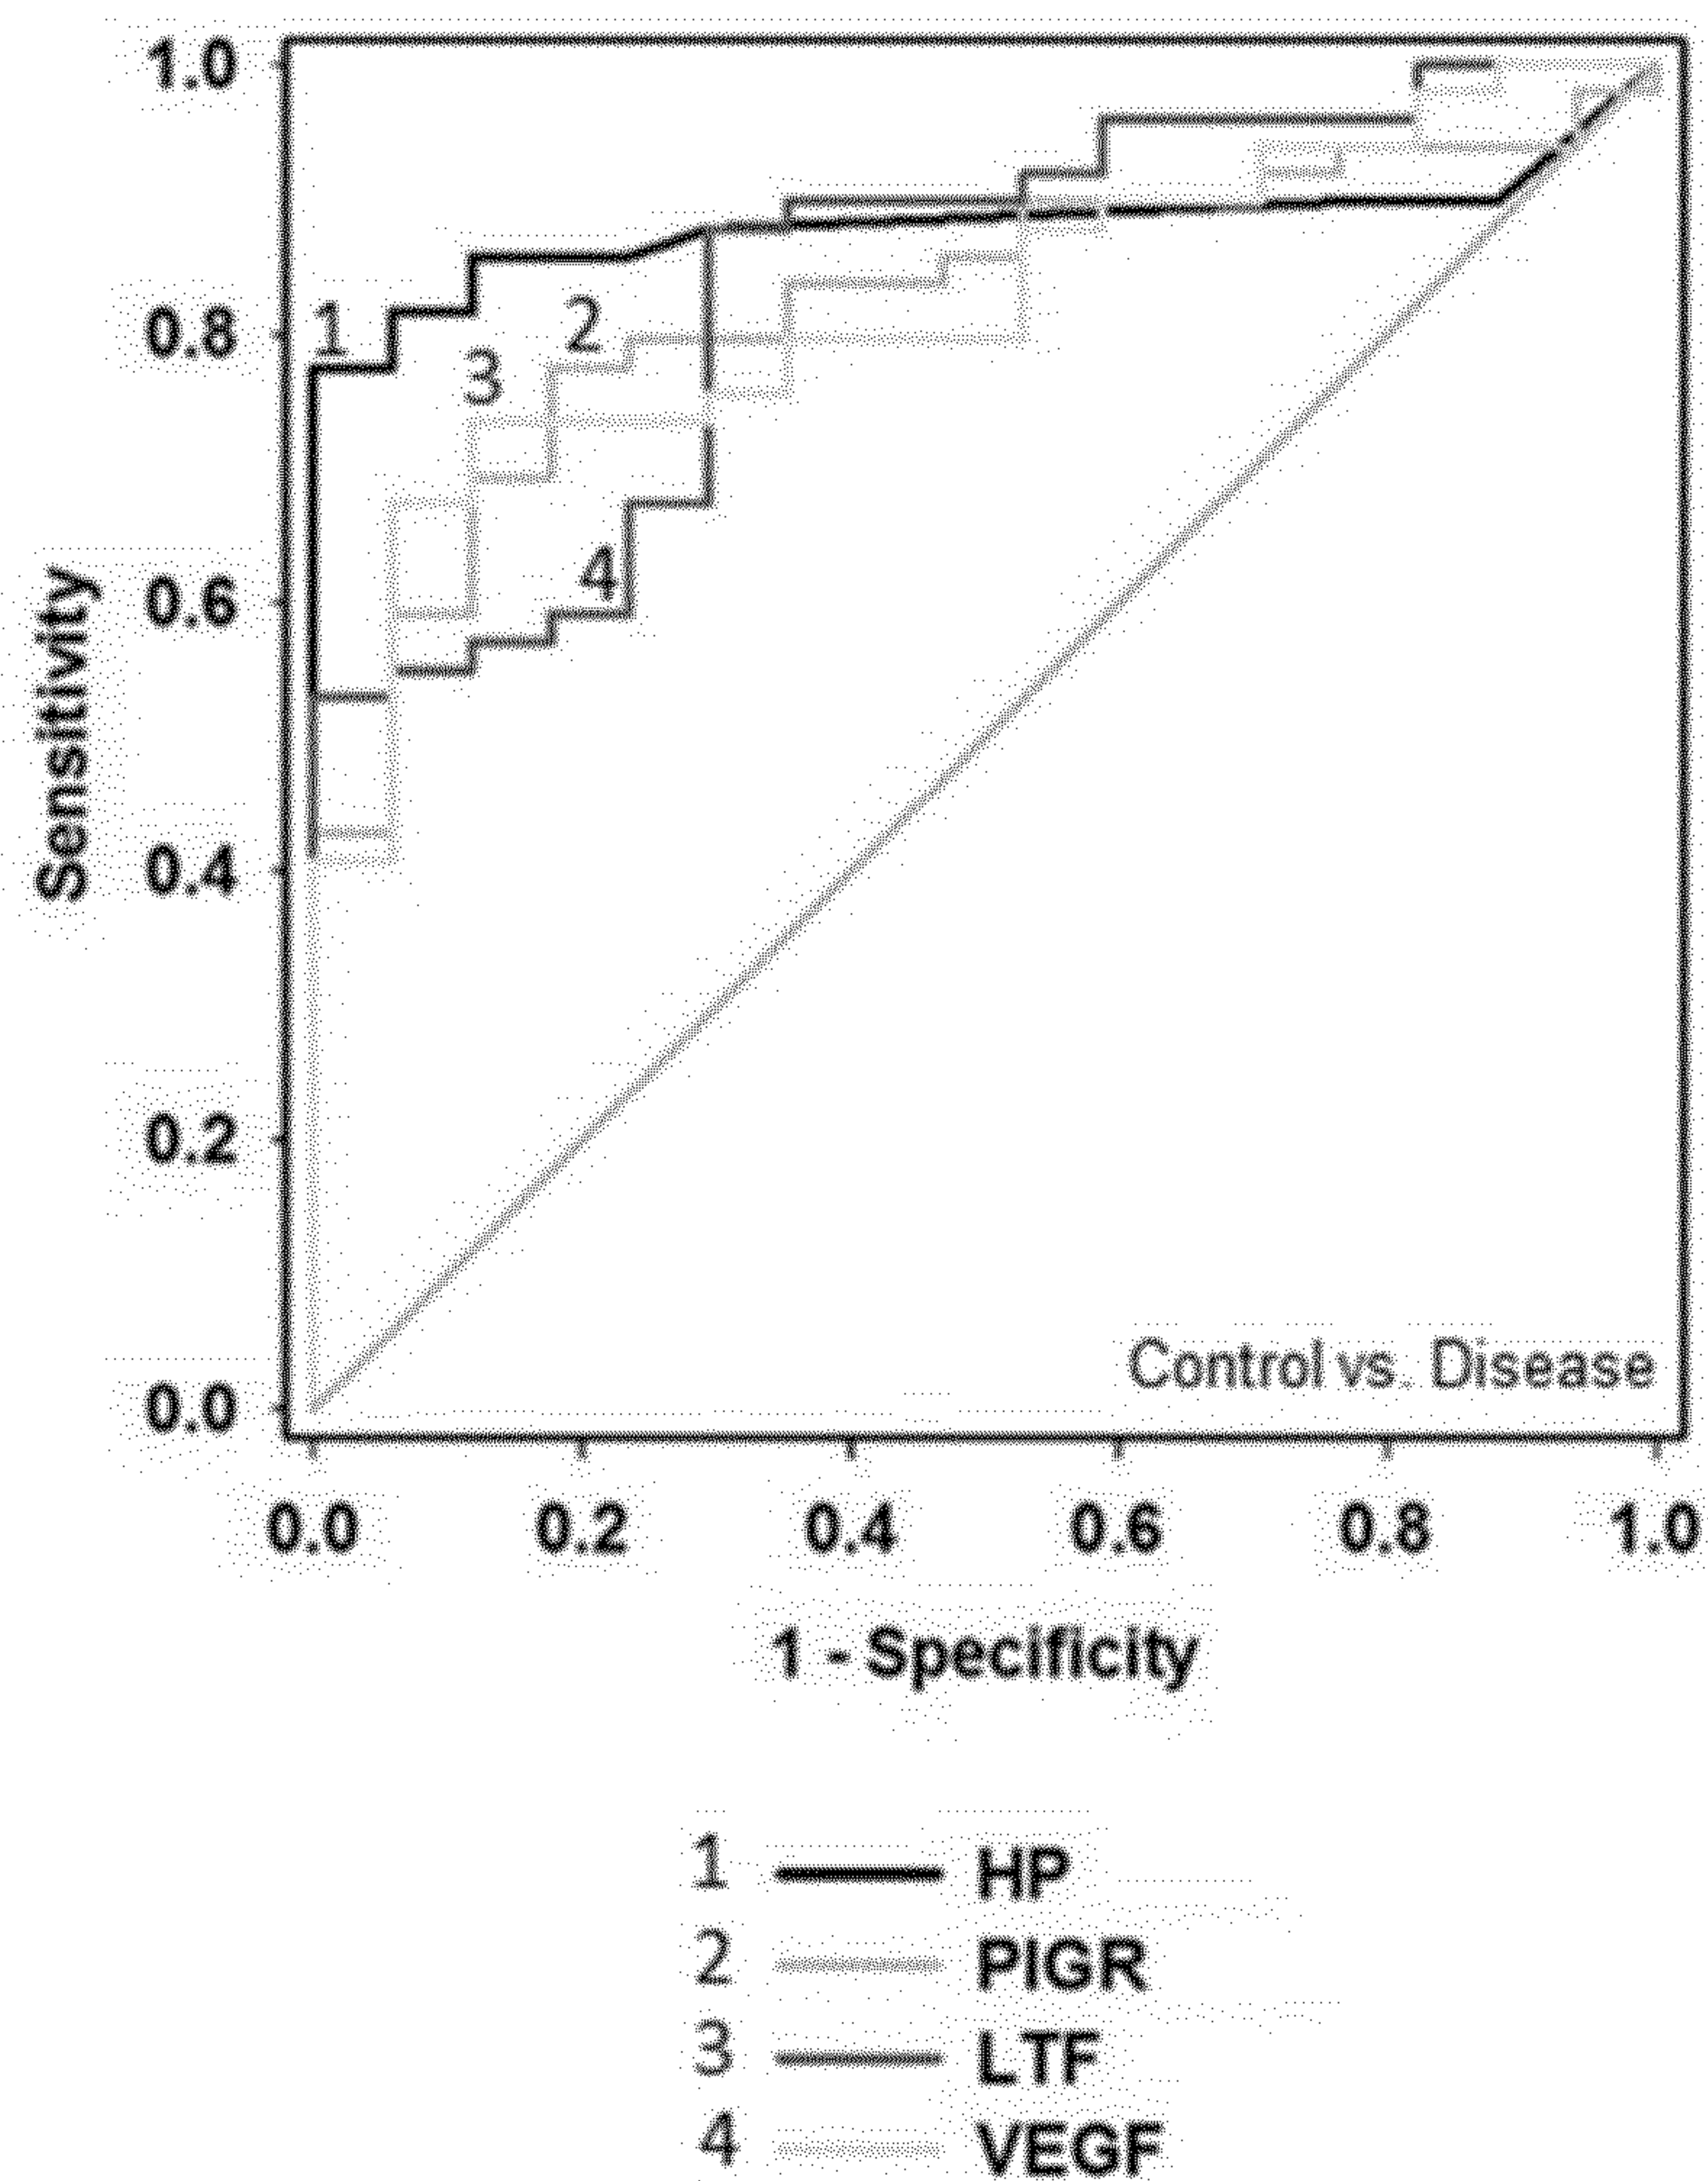 1.0
0.8
0.6
0.4
0.2
0.0
Sensitivity
1
2
3
4
Control vs. Disease
0.0 0.2 0.4 0.6 0.8 1.0
1 - Specificity
1 HP
2 PIGR
3 LTF
4 VEGF